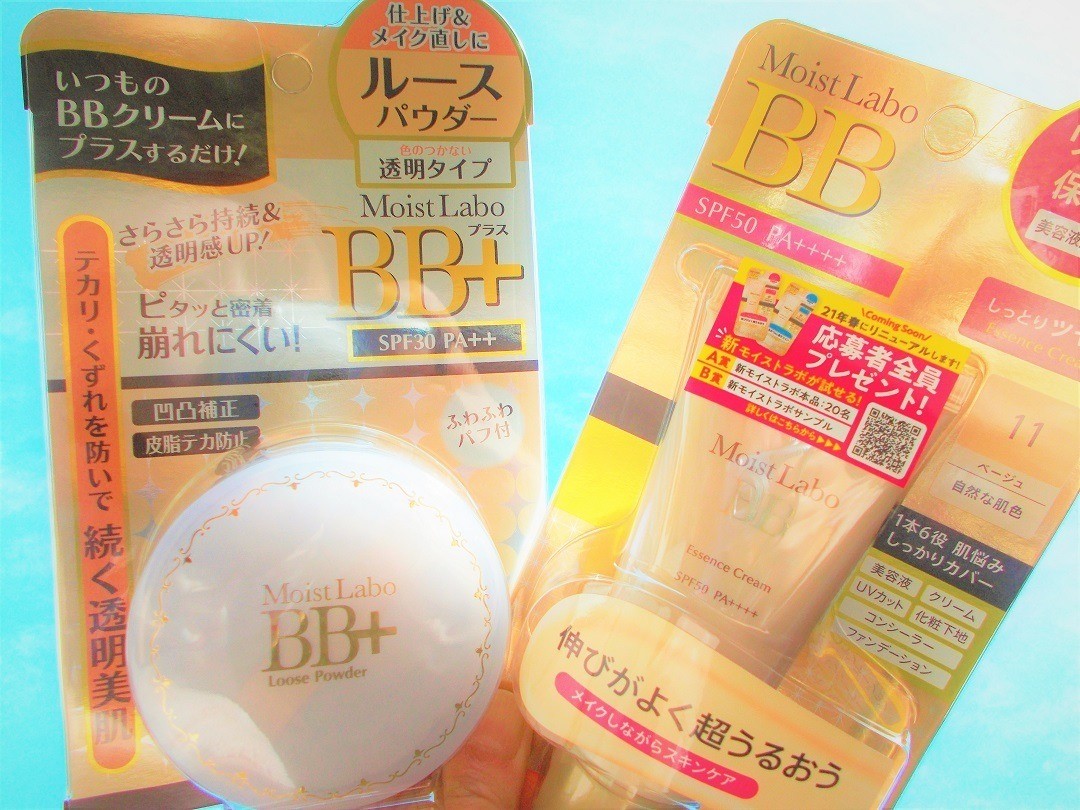 いつもの
BBクリームに
プラスするだけ!
仕上げ&
メイク直しに
ルース
パウダー
色のつかない
透明タイプ
Moist Labo
プラス
BB+
SPF30 PA++
さらさら持続&
透明感UP!
ピタッと密着
崩れにくい!
テカリ・くずれを防いで 続く透明美肌
凹凸補正
皮脂テカ防止
ふわふわ
パフ付
Moist Labo
BB+
Loose Powder
Moist Labo
BB
SPF50 PA++++
美容液
しっとりツ
Essence Cre
Coming Soon
21年春にリニューアルします!
応募者全員
プレゼント!
新モイストラボが試せる!
A賞 新モイストラボ本品:20名
B賞 新モイストラボサンプル
詳しくはこちらから▶▶▶
11
ベージュ
自然な肌色
Moist Labo
BB
Essence Cream
SPF50 PA++++
1本6役 肌悩み
しっかりカバー
美容液 クリーム
UVカット 化粧下地
コンシーラー
ファンデーション
伸びがよく超うるおう
メイクしながらスキンケア